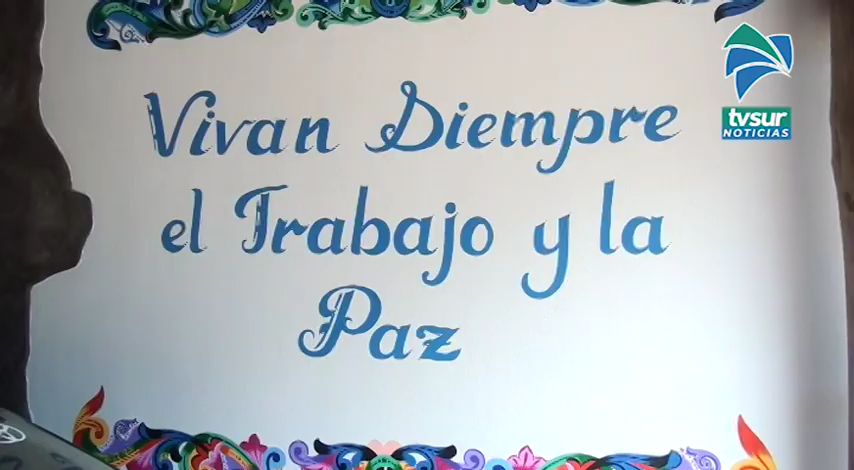 Vivan Siempre
el Trabajo y la
Paz
tvsur
NOTICIAS